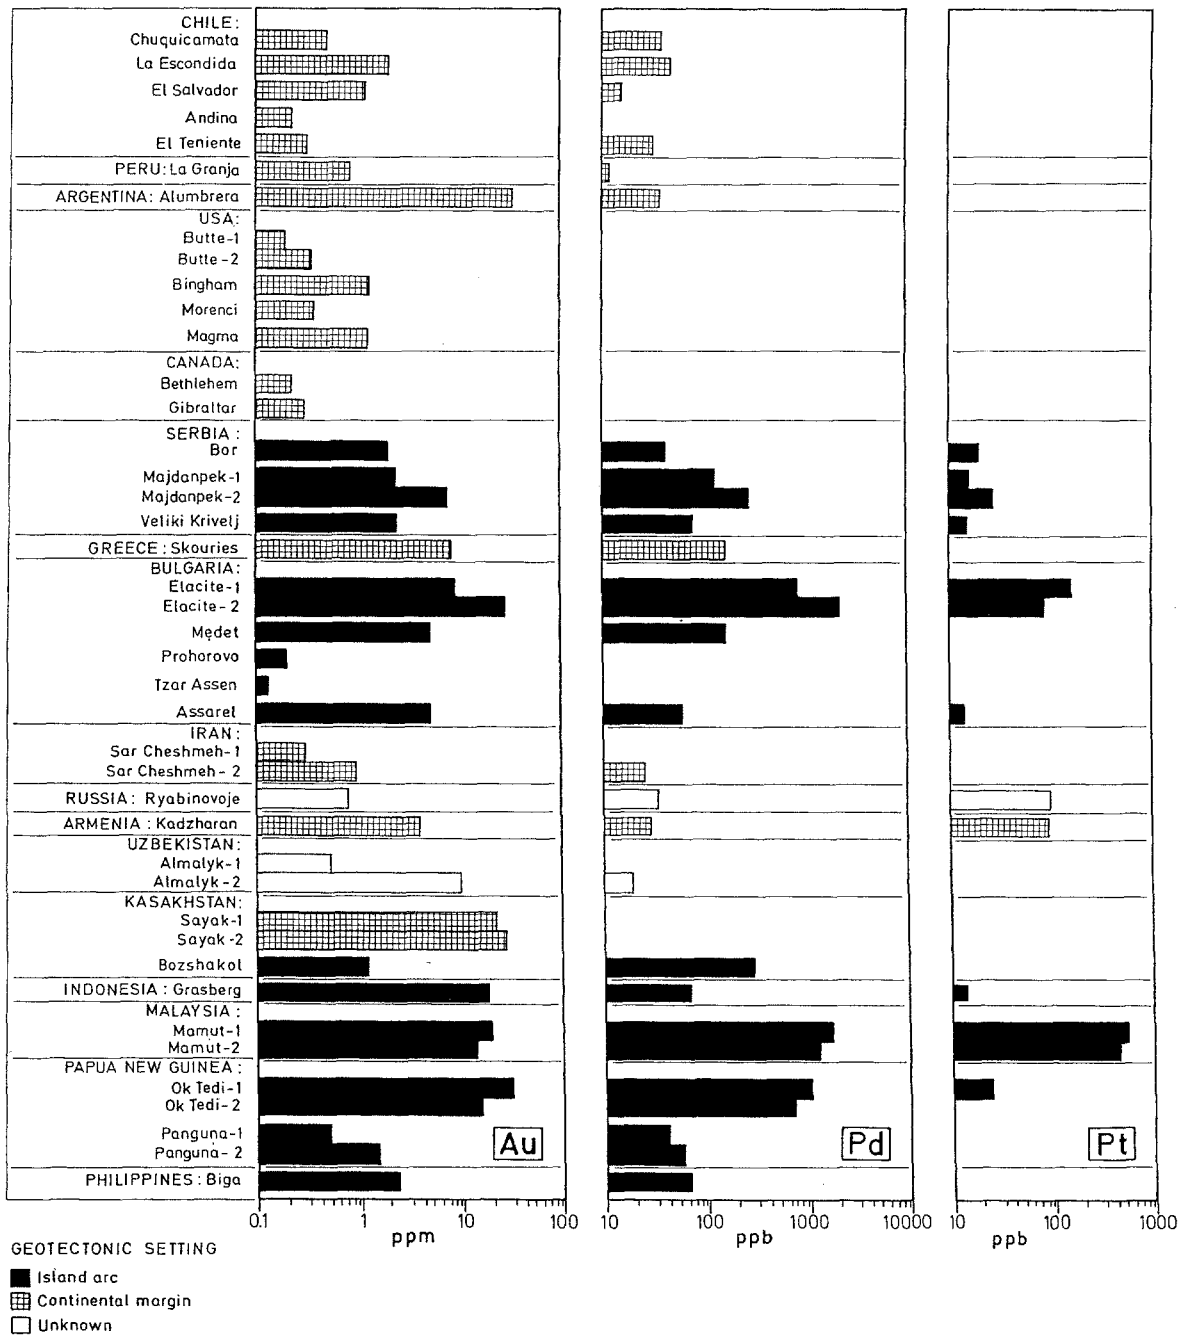 CHILE:
Chuquicamata
La Escondida
El Salvador
Andina
El Teniente
PERU: La Granja
ARGENTINA: Alumbrera
USA:
Butte-1
Butte-2
Bingham
Morenci
Magma
CANADA:
Bethlehem
Gibraltar
SERBIA:
Bor
Majdanpek-1
Majdanpek-2
Veliki Krivelj
GREECE: Skouries
BULGARIA:
Elacite-1
Elacite-2
Medet
Prohorovo
Tzar Assen
Assarel
IRAN:
Sar Cheshmeh-1
Sar Cheshmeh-2
RUSSIA: Ryabinovoje
ARMENIA: Kadzharan
UZBEKISTAN:
Almalyk-1
Almalyk-2
KASAKHSTAN:
Sayak-1
Sayak-2
Bozshakol
INDONESIA: Grasberg
MALAYSIA:
Mamut-1
Mamut-2
PAPUA NEW GUINEA:
Ok Tedi-1
Ok Tedi-2
Panguna-1
Panguna-2
PHILIPPINES: Biga
Au Pd Pt
0.1 1 10 100 10 100 1000 10000 10 100 1000
ppm ppb ppb
GEOTECTONIC SETTING
Island arc
Continental margin
Unknown